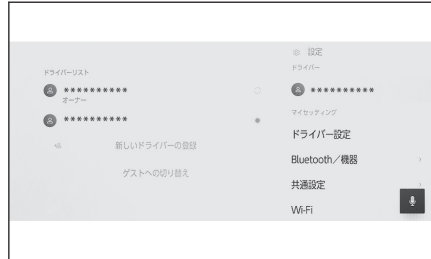 ドライバーリスト
**********
オーナー
**********
新しいドライバーの登録
ゲストへの切り替え
設定
ドライバー
**********
マイセッティング
ドライバー設定
Bluetooth／機器
共通設定
Wi-Fi